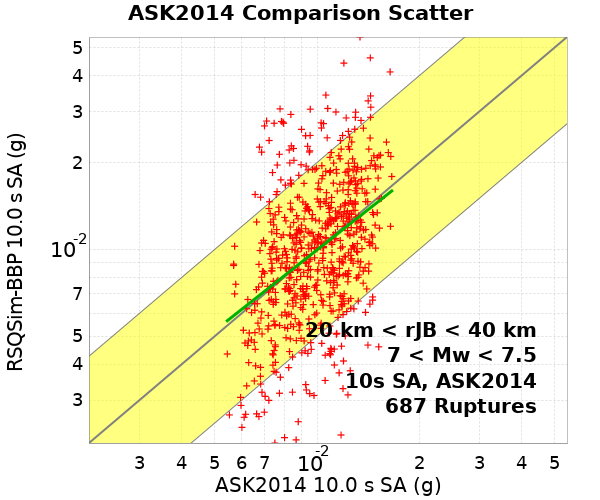 ASK2014 Comparison Scatter
RSQSim-BBP 10.0 s SA (g)
5
4
3
2
10-2
7
5
4
3
20 km < rJB < 40 km
7 < Mw < 7.5
10s SA, ASK2014
687 Ruptures
3 4 5 6 7 10-2 2 3 4 5
ASK2014 10.0 s SA (g)